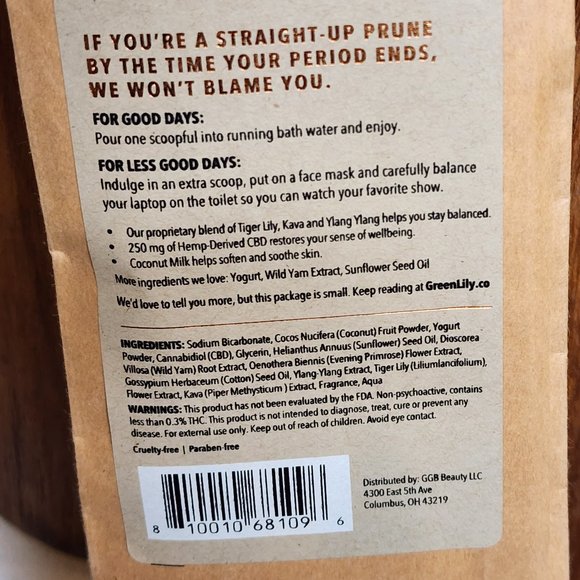 IF YOU'RE A STRAIGHT-UP PRUNE
BY THE TIME YOUR PERIOD ENDS,
WE WON'T BLAME YOU.
FOR GOOD DAYS:
Pour one scoopful into running bath water and enjoy.
FOR LESS GOOD DAYS:
Indulge in an extra scoop, put on a face mask and carefully balance
your laptop on the toilet so you can watch your favorite show.
• Our proprietary blend of Tiger Lily, Kava and Ylang Ylang helps you stay balanced.
• 250 mg of Hemp-Derived CBD restores your sense of wellbeing.
• Coconut Milk helps soften and soothe skin.
More ingredients we love: Yogurt, Wild Yam Extract, Sunflower Seed Oil
We'd love to tell you more, but this package is small. Keep reading at GreenLily.co
INGREDIENTS: Sodium Bicarbonate, Cocos Nucifera (Coconut) Fruit Powder, Yogurt
Powder, Cannabidiol (CBD), Glycerin, Helianthus Annuus (Sunflower) Seed Oil, Dioscorea
Villosa (Wild Yam) Root Extract, Oenothera Biennis (Evening Primrose) Flower Extract,
Gossypium Herbaceum (Cotton) Seed Oil, Ylang-Ylang Extract, Tiger Lily (Liliumlancifolium),
Flower Extract, Kava (Piper Methysticum ) Extract, Fragrance, Aqua
WARNINGS: This product has not been evaluated by the FDA. Non-psychoactive, contains
less than 0.3% THC. This product is not intended to diagnose, treat, cure or prevent any
disease. For external use only. Keep out of reach of children. Avoid eye contact.
Cruelty-free | Paraben-free
8 10010 68109 6
Distributed by: GGB Beauty LLC
4300 East 5th Ave
Columbus, OH 43219